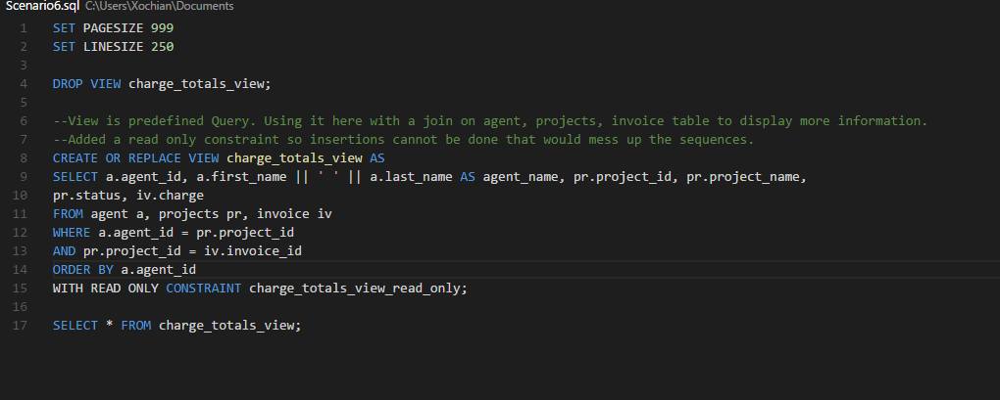 Scenario6.sql C:\Users\Xochian\Documents
1 SET PAGESIZE 999
2 SET LINESIZE 250
3
4 DROP VIEW charge_totals_view;
5
6 --View is predefined Query. Using it here with a join on agent, projects, invoice table to display more information.
7 --Added a read only constraint so insertions cannot be done that would mess up the sequences.
8 CREATE OR REPLACE VIEW charge_totals_view AS
9 SELECT a.agent_id, a.first_name || ' ' || a.last_name AS agent_name, pr.project_id, pr.project_name,
10 pr.status, iv.charge
11 FROM agent a, projects pr, invoice iv
12 WHERE a.agent_id = pr.project_id
13 AND pr.project_id = iv.invoice_id
14 ORDER BY a.agent_id
15 WITH READ ONLY CONSTRAINT charge_totals_view_read_only;
16
17 SELECT * FROM charge_totals_view;